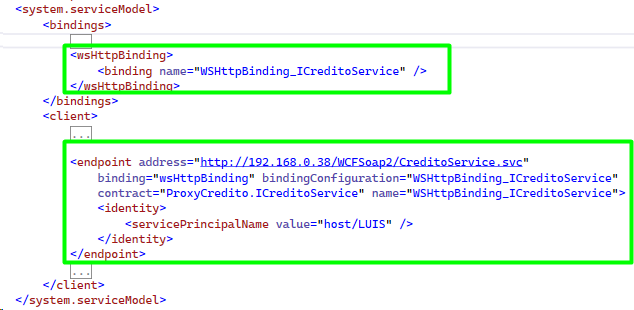 <system.serviceModel>
<bindings>
...
<wsHttpBinding>
<binding name="WSHttpBinding_ICreditoService" />
</wsHttpBinding>
</bindings>
<client>
...
<endpoint address="http://192.168.0.38/WCFSoap2/CreditoService.svc"
binding="wsHttpBinding" bindingConfiguration="WSHttpBinding_ICreditoService"
contract="ProxyCredito.ICreditoService" name="WSHttpBinding_ICreditoService">
<identity>
<servicePrincipalName value="host/LUIS" />
</identity>
</endpoint>
...
</client>
</system.serviceModel>